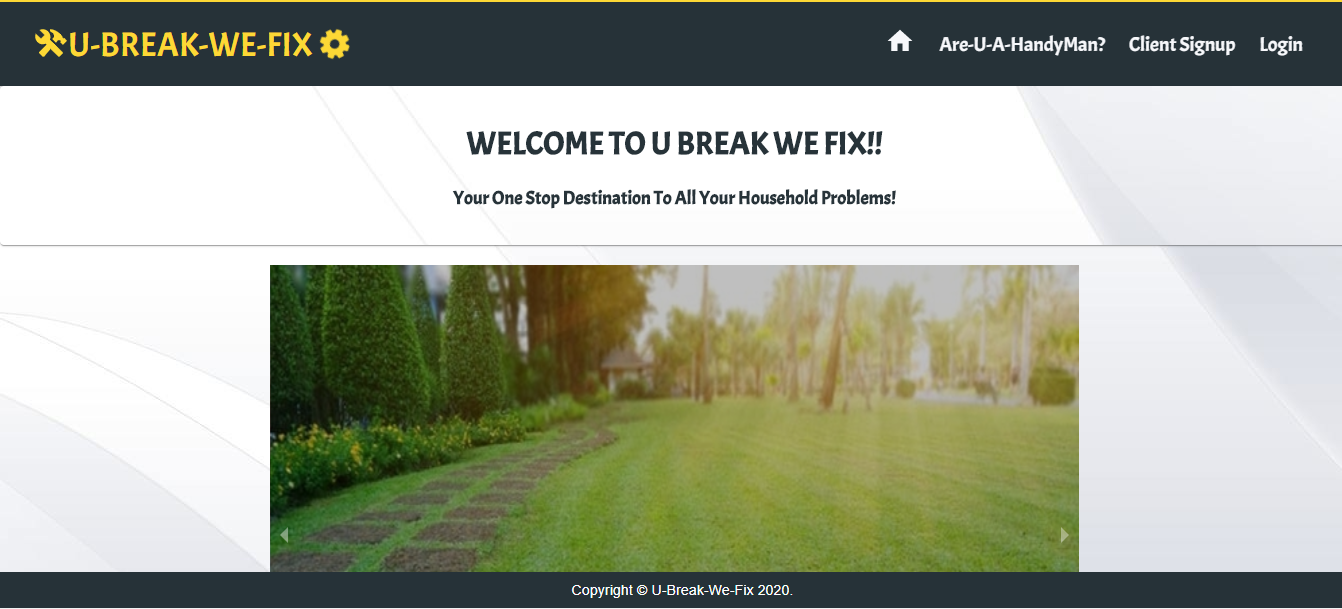 U-BREAK-WE-FIX
Are-U-A-HandyMan? Client Signup Login
WELCOME TO U BREAK WE FIX!!
Your One Stop Destination To All Your Household Problems!
Copyright © U-Break-We-Fix 2020.